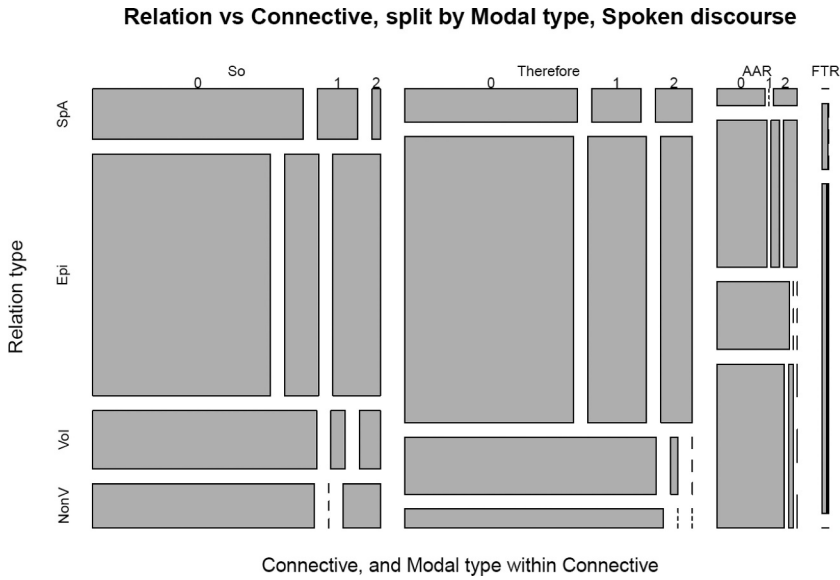 Relation vs Connective, split by Modal type, Spoken discourse
So Therefore AAR FTR
0 1 2 0 1 2 0 1 2
SpA
Epi
Vol
NonV
Relation type
Connective, and Modal type within Connective